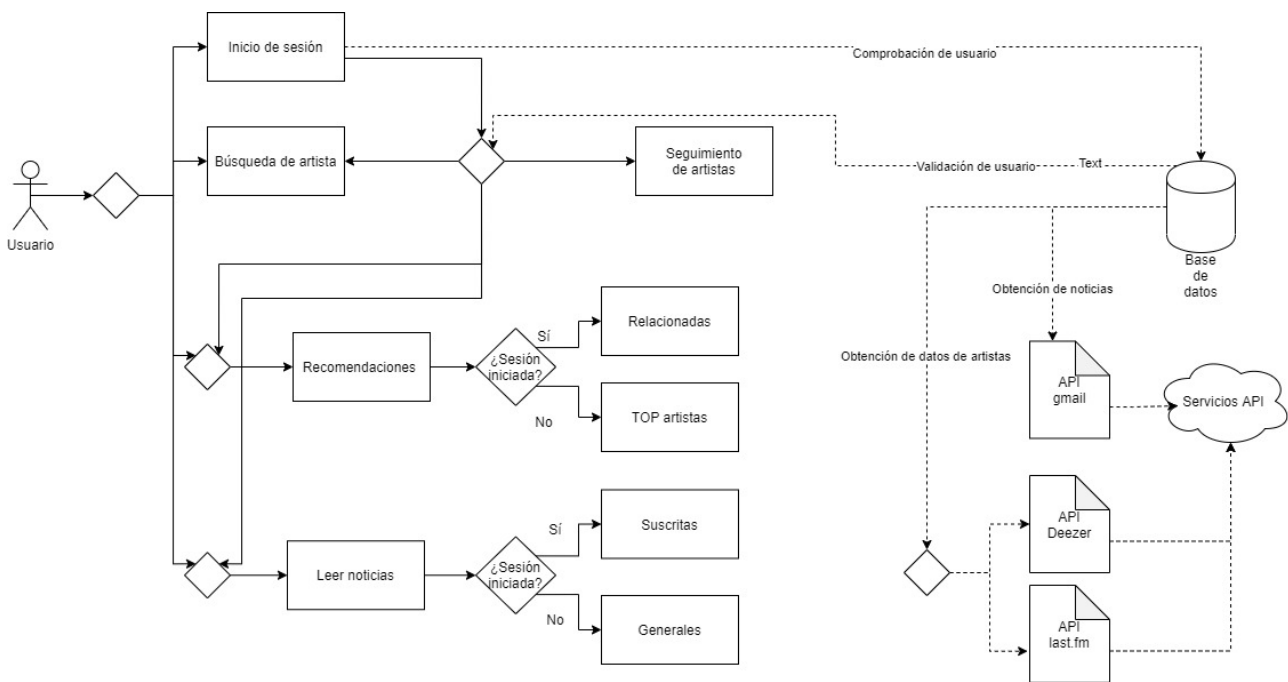 Inicio de sesión
Comprobación de usuario
Búsqueda de artista
Seguimiento
de artistas
Validación de usuario
Text
Usuario
Base
de
datos
Obtención de noticias
Relacionadas
Sí
Recomendaciones
¿Sesión
iniciada?
No
TOP artistas
Obtención de datos de artistas
API
gmail
Servicios API
Suscritas
Sí
Leer noticias
¿Sesión
iniciada?
No
Generales
API
Deezer
API
last.fm